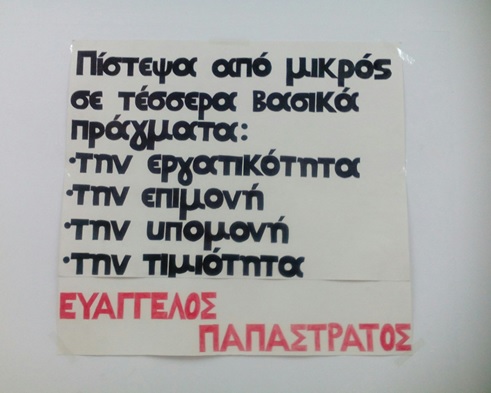 Πίστεψα από μικρός
σε τέσσερα βασικά
πράγματα:
·την εργατικότητα
·την επιμονή
·την υπομονή
·την τιμιότητα
ΕΥΑΓΓΕΛΟΣ
ΠΑΠΑΣΤΡΑΤΟΣ